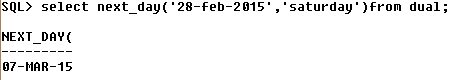 SQL> select next_day('28-feb-2015','saturday')from dual;
NEXT_DAY(
---------
07-MAR-15